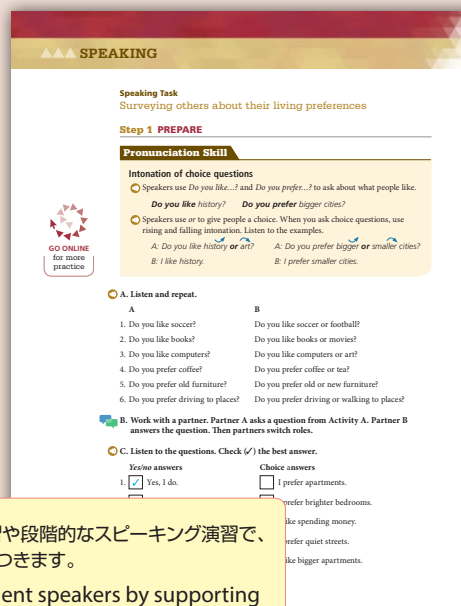 SPEAKING
Speaking Task
Surveying others about their living preferences
Step 1 PREPARE
Pronunciation Skill
Intonation of choice questions
Speakers use Do you like...? and Do you prefer...? to ask about what people like.
Do you like history? Do you prefer bigger cities?
Speakers use or to give people a choice. When you ask choice questions, use
rising and falling intonation. Listen to the examples.
A: Do you like history or art? A: Do you prefer bigger or smaller cities?
B: I like history. B: I prefer smaller cities.
GO ONLINE
for more
practice
A. Listen and repeat.
A B
1. Do you like soccer? Do you like soccer or football?
2. Do you like books? Do you like books or movies?
3. Do you like computers? Do you like computers or art?
4. Do you prefer coffee? Do you prefer coffee or tea?
5. Do you prefer old furniture? Do you prefer old or new furniture?
6. Do you prefer driving to places? Do you prefer driving or walking to places?
B. Work with a partner. Partner A asks a question from Activity A. Partner B
answers the question. Then partners switch roles.
C. Listen to the questions. Check (✓) the best answer.
Yes/no answers Choice answers
1. ✓ Yes, I do. I prefer apartments.
prefer brighter bedrooms.
like spending money.
prefer quiet streets.
like bigger apartments.
や段階的なスピーキング演習で、
つきます。
ent speakers by supporting